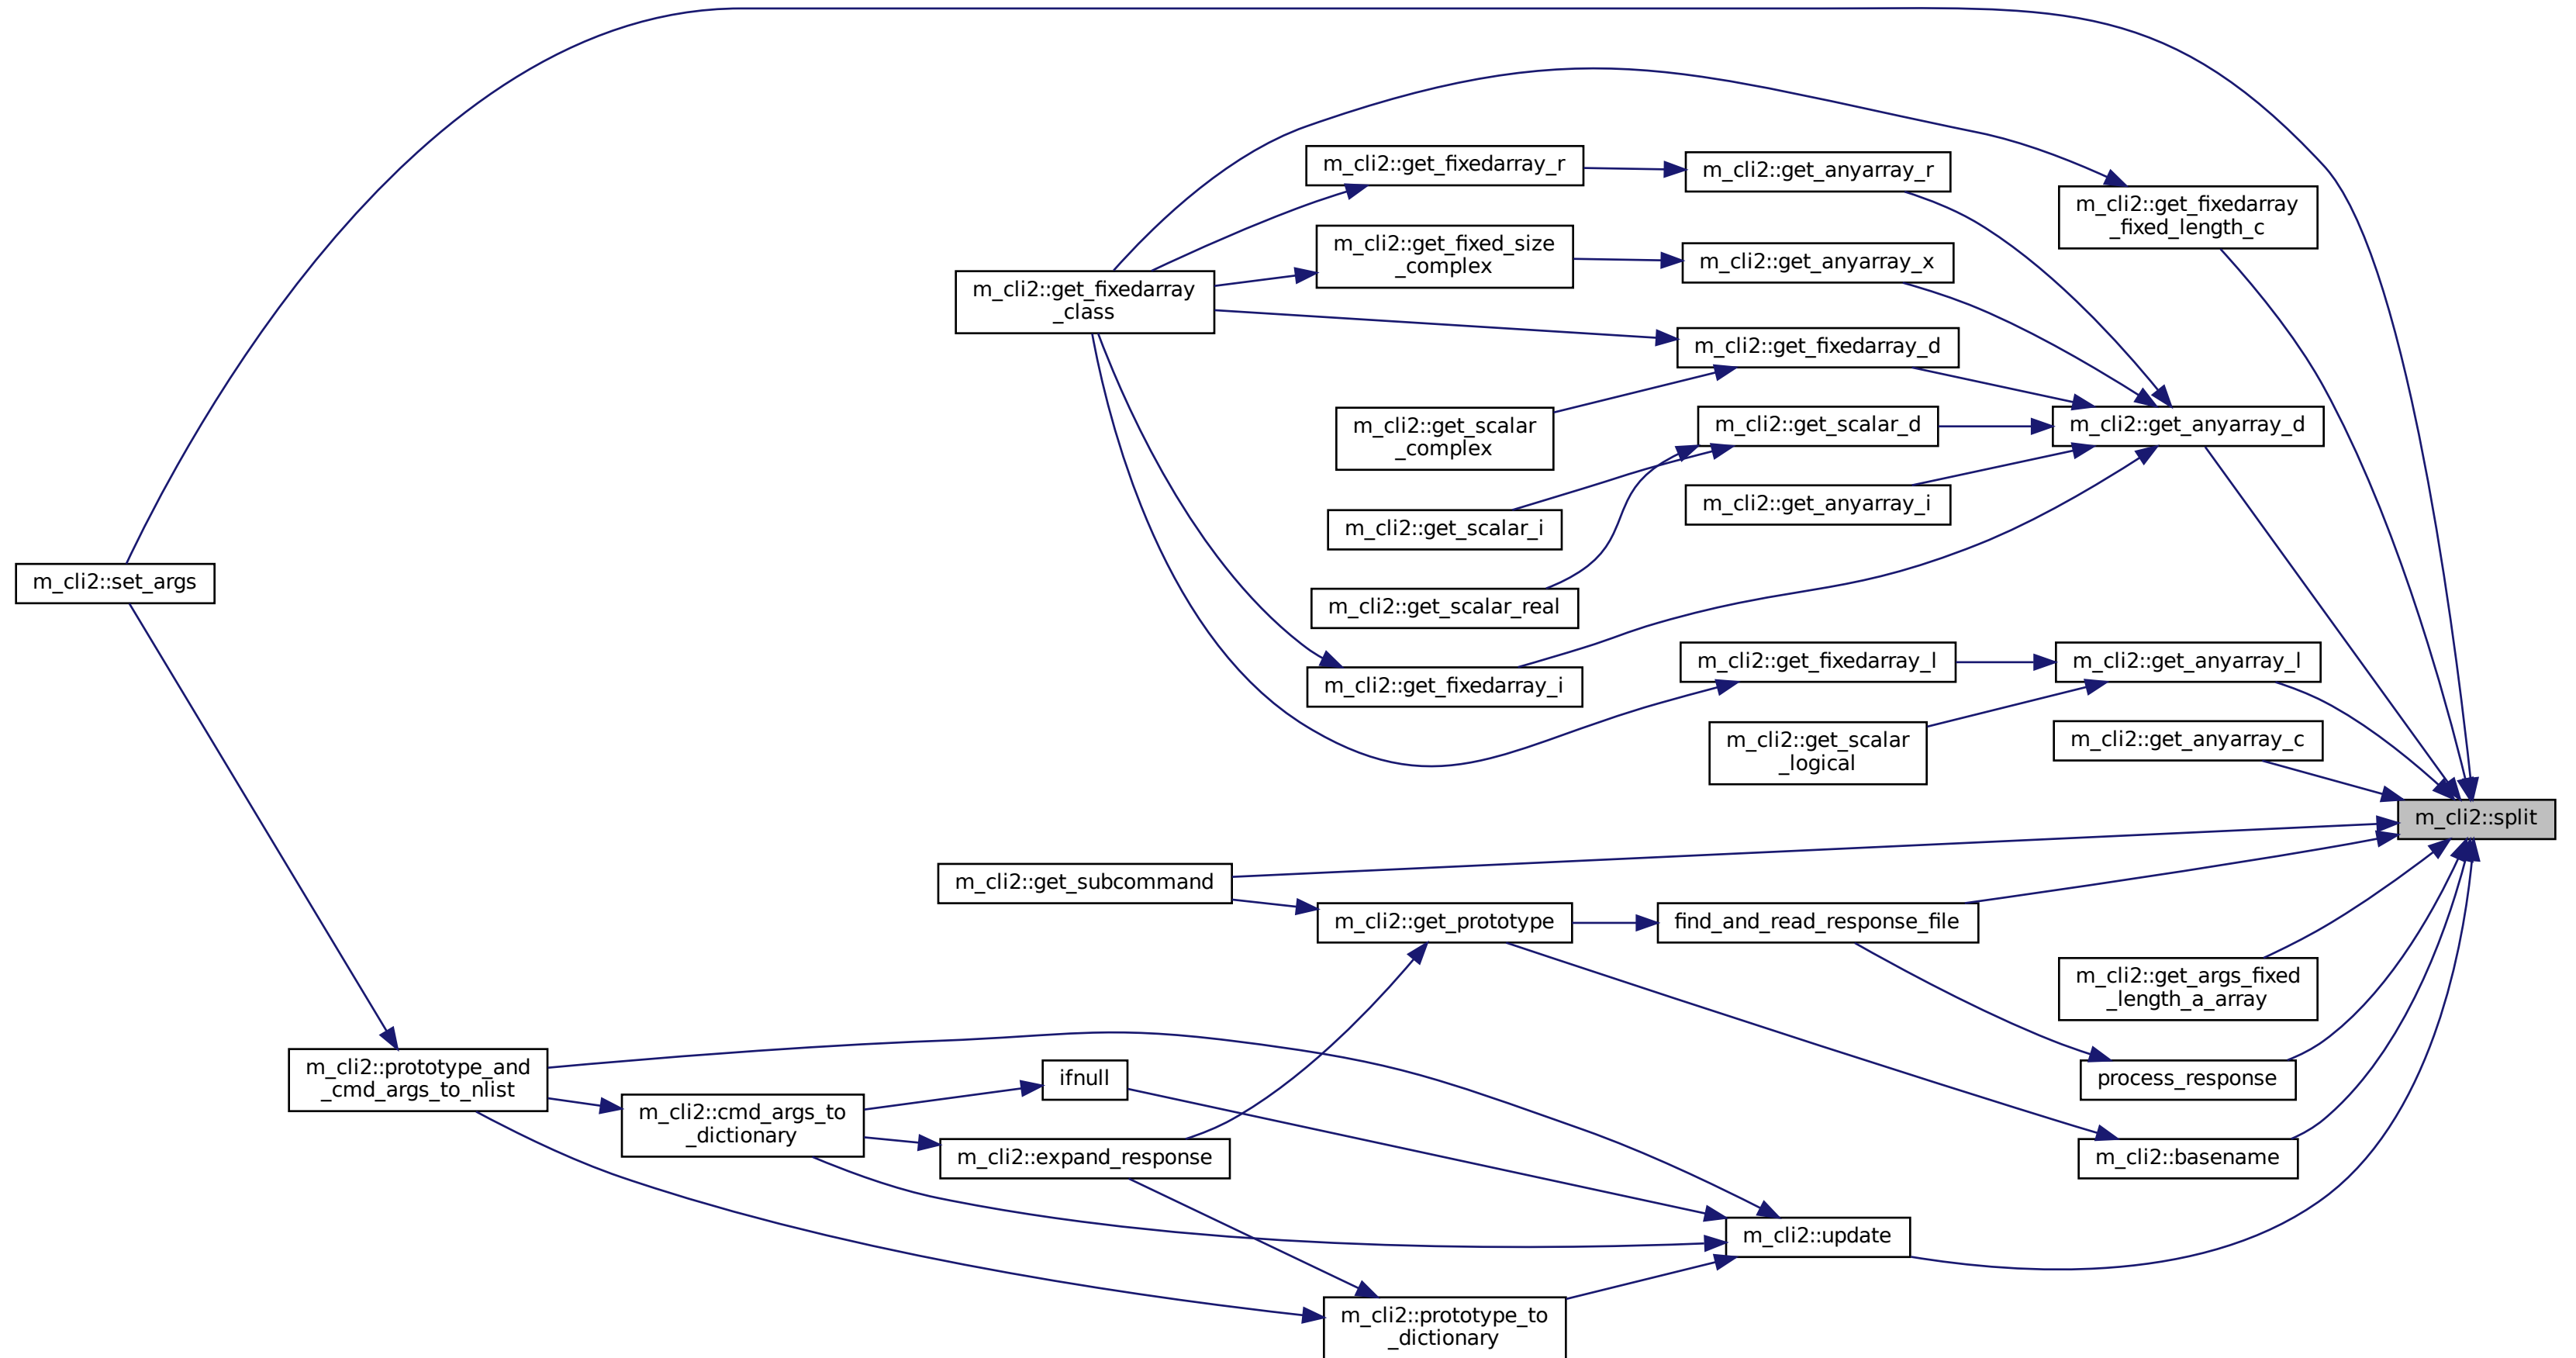 m_cli2::get_fixedarray_r
m_cli2::get_anyarray_r
m_cli2::get_fixedarray
_fixed_length_c
m_cli2::get_fixed_size
_complex
m_cli2::get_anyarray_x
m_cli2::get_fixedarray
_class
m_cli2::get_fixedarray_d
m_cli2::get_scalar
_complex
m_cli2::get_scalar_d
m_cli2::get_anyarray_d
m_cli2::get_anyarray_i
m_cli2::get_scalar_i
m_cli2::set_args
m_cli2::get_scalar_real
m_cli2::get_fixedarray_l
m_cli2::get_anyarray_l
m_cli2::get_fixedarray_i
m_cli2::get_scalar
_logical
m_cli2::get_anyarray_c
m_cli2::split
m_cli2::get_subcommand
m_cli2::get_prototype
find_and_read_response_file
m_cli2::get_args_fixed
_length_a_array
m_cli2::prototype_and
_cmd_args_to_nlist
ifnull
process_response
m_cli2::cmd_args_to
_dictionary
m_cli2::expand_response
m_cli2::basename
m_cli2::update
m_cli2::prototype_to
_dictionary